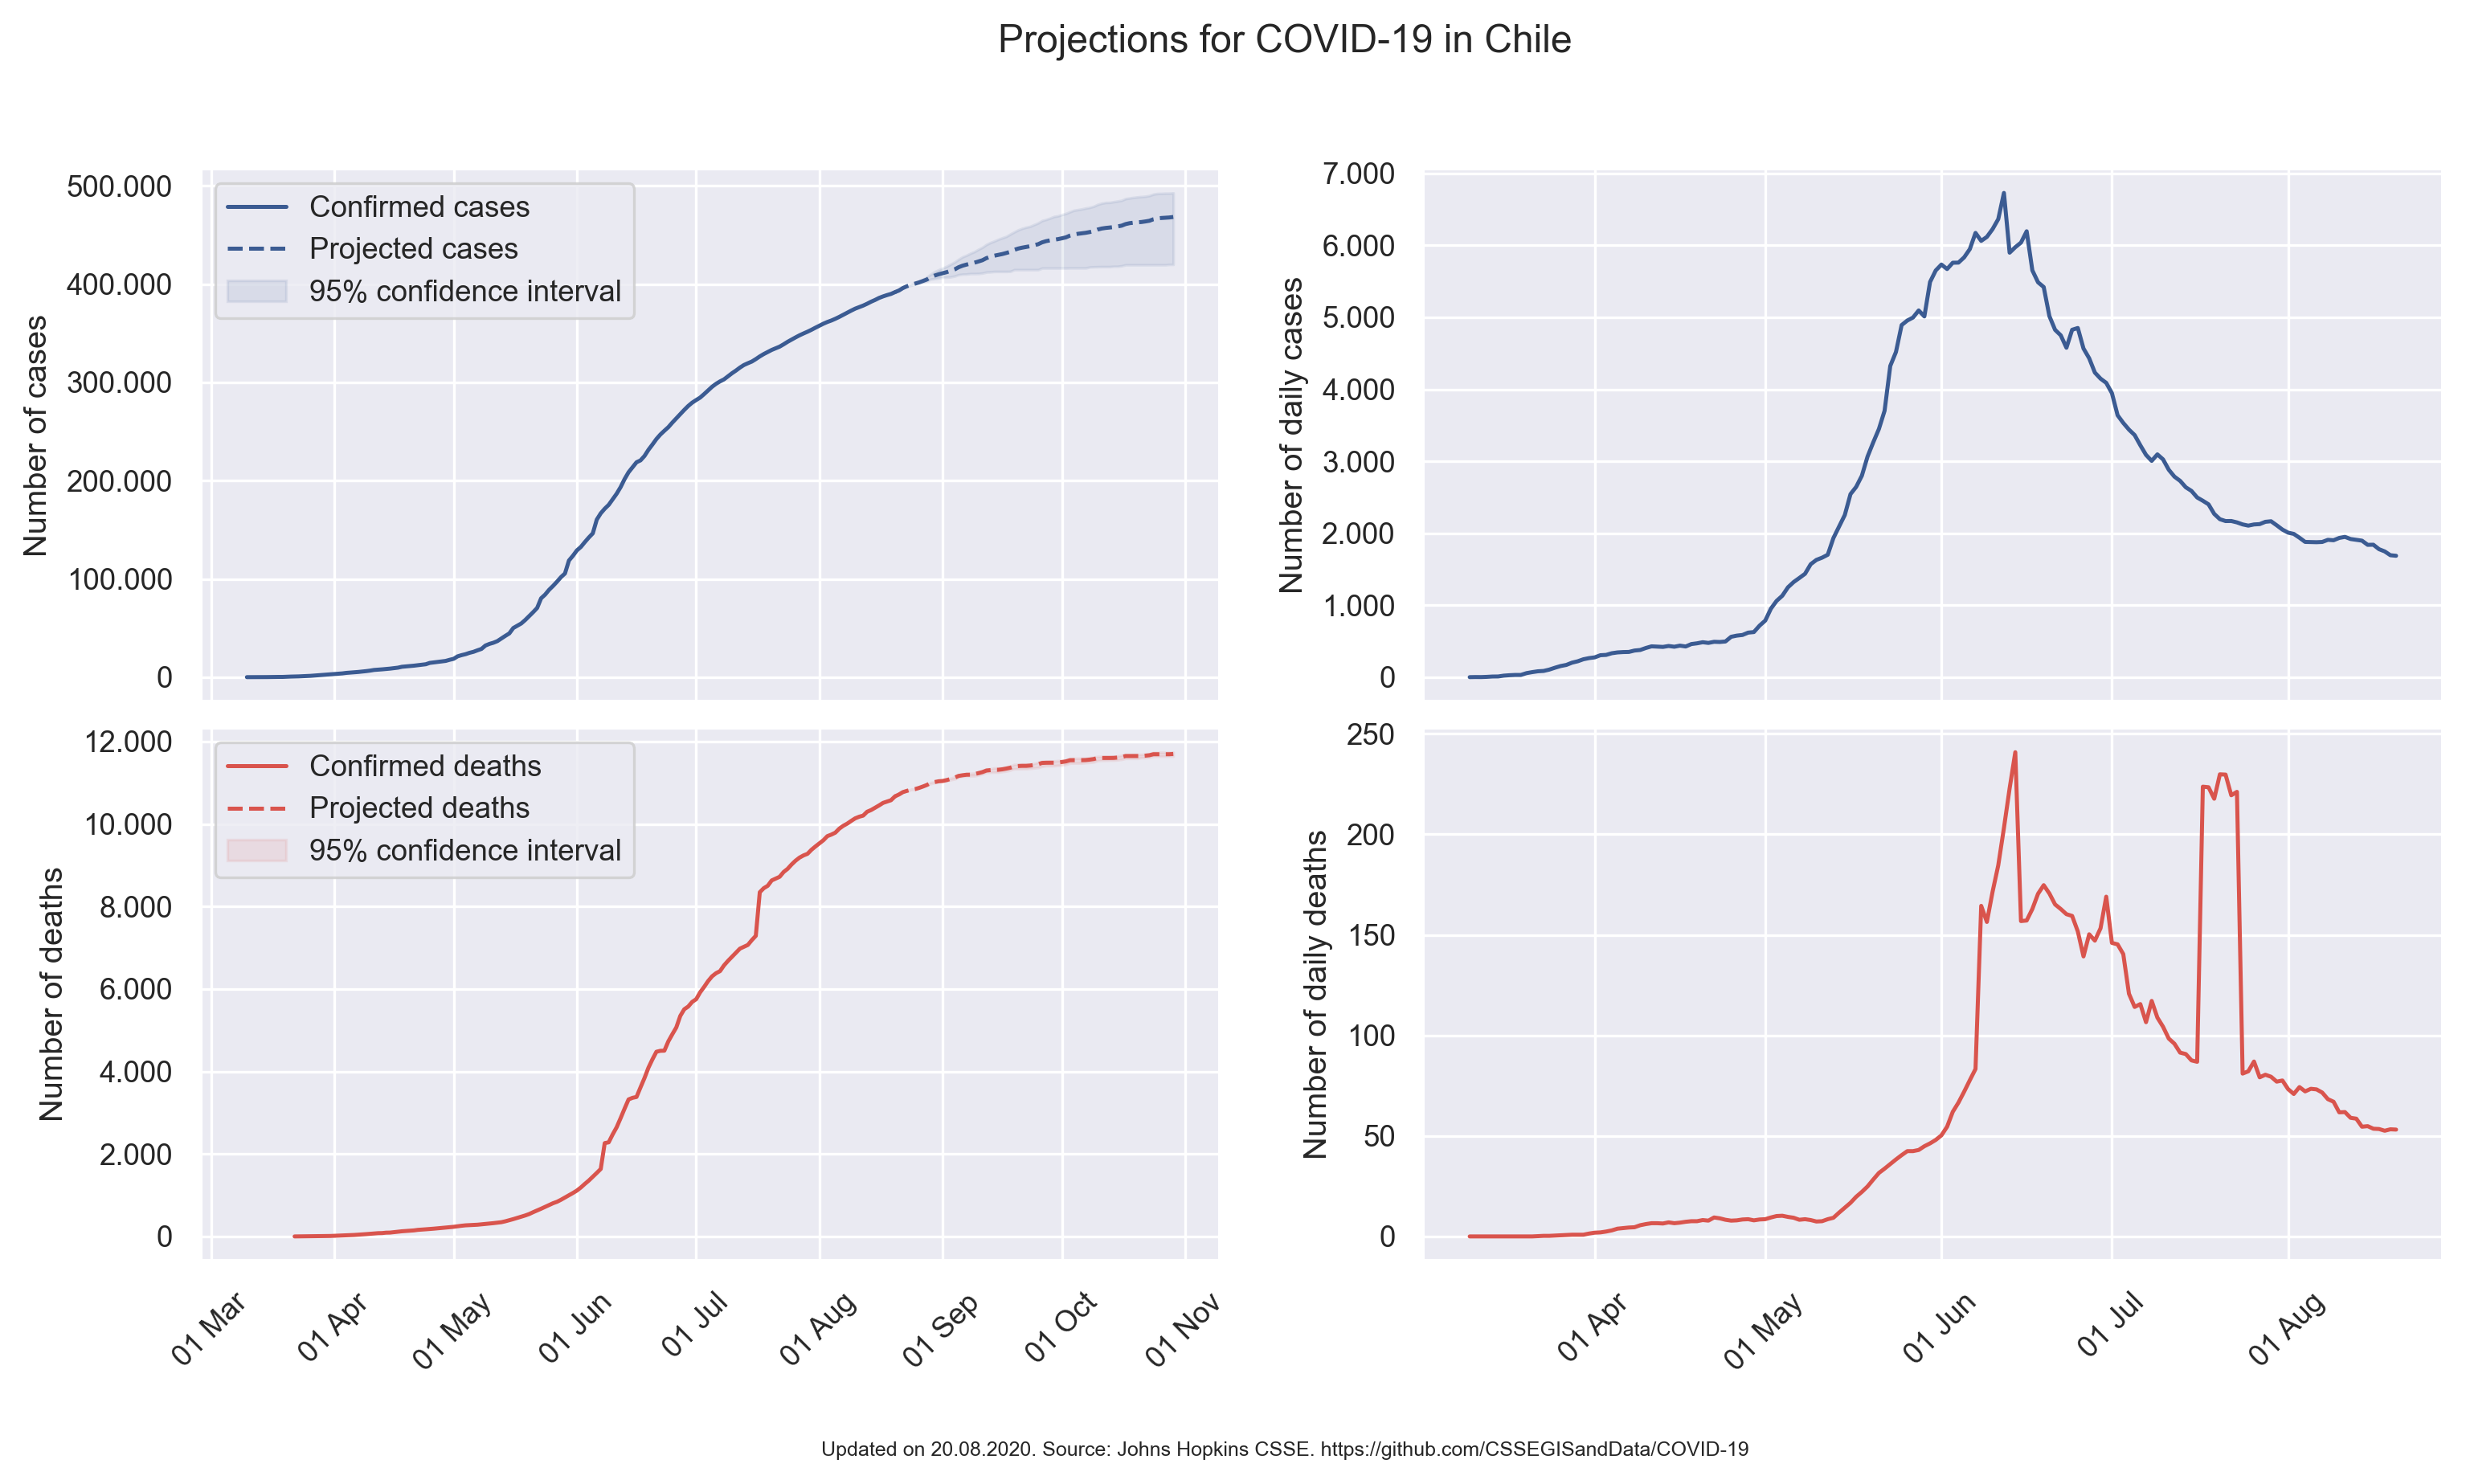 Projections for COVID-19 in Chile
Number of cases
500.000
400.000
300.000
200.000
100.000
0
Confirmed cases
Projected cases
95% confidence interval
Number of daily cases
7.000
6.000
5.000
4.000
3.000
2.000
1.000
0
Number of deaths
12.000
10.000
8.000
6.000
4.000
2.000
0
Confirmed deaths
Projected deaths
95% confidence interval
01 Mar
01 Apr
01 May
01 Jun
01 Jul
01 Aug
01 Sep
01 Oct
01 Nov
Number of daily deaths
250
200
150
100
50
0
01 Apr
01 May
01 Jun
01 Jul
01 Aug
Updated on 20.08.2020. Source: Johns Hopkins CSSE. https://github.com/CSSEGISandData/COVID-19